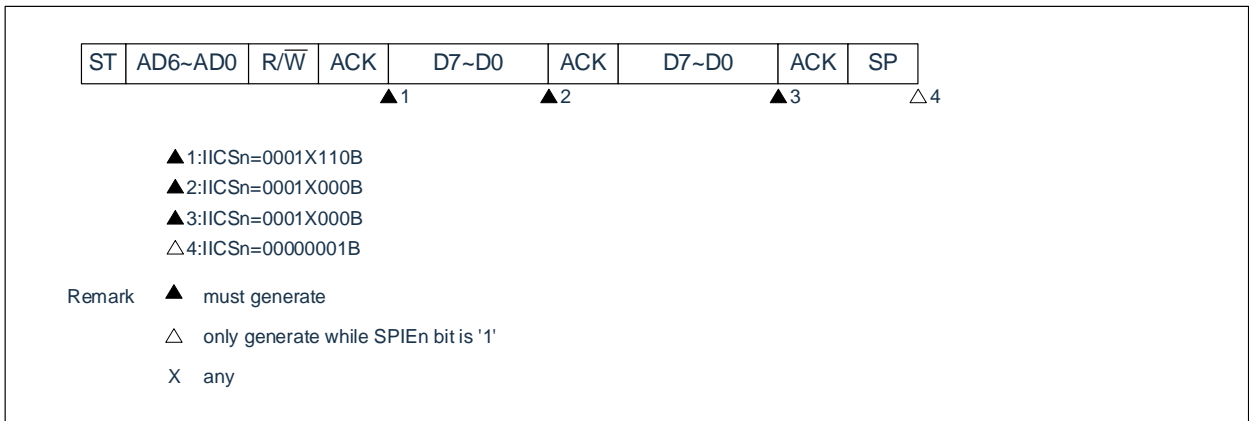 ST AD6~AD0 R/W̅ ACK D7~D0 ACK D7~D0 ACK SP
▲1 ▲2 ▲3 △4
▲1:IICSn=0001X110B
▲2:IICSn=0001X000B
▲3:IICSn=0001X000B
△4:IICSn=00000001B
Remark ▲ must generate
△ only generate while SPIEn bit is '1'
X any